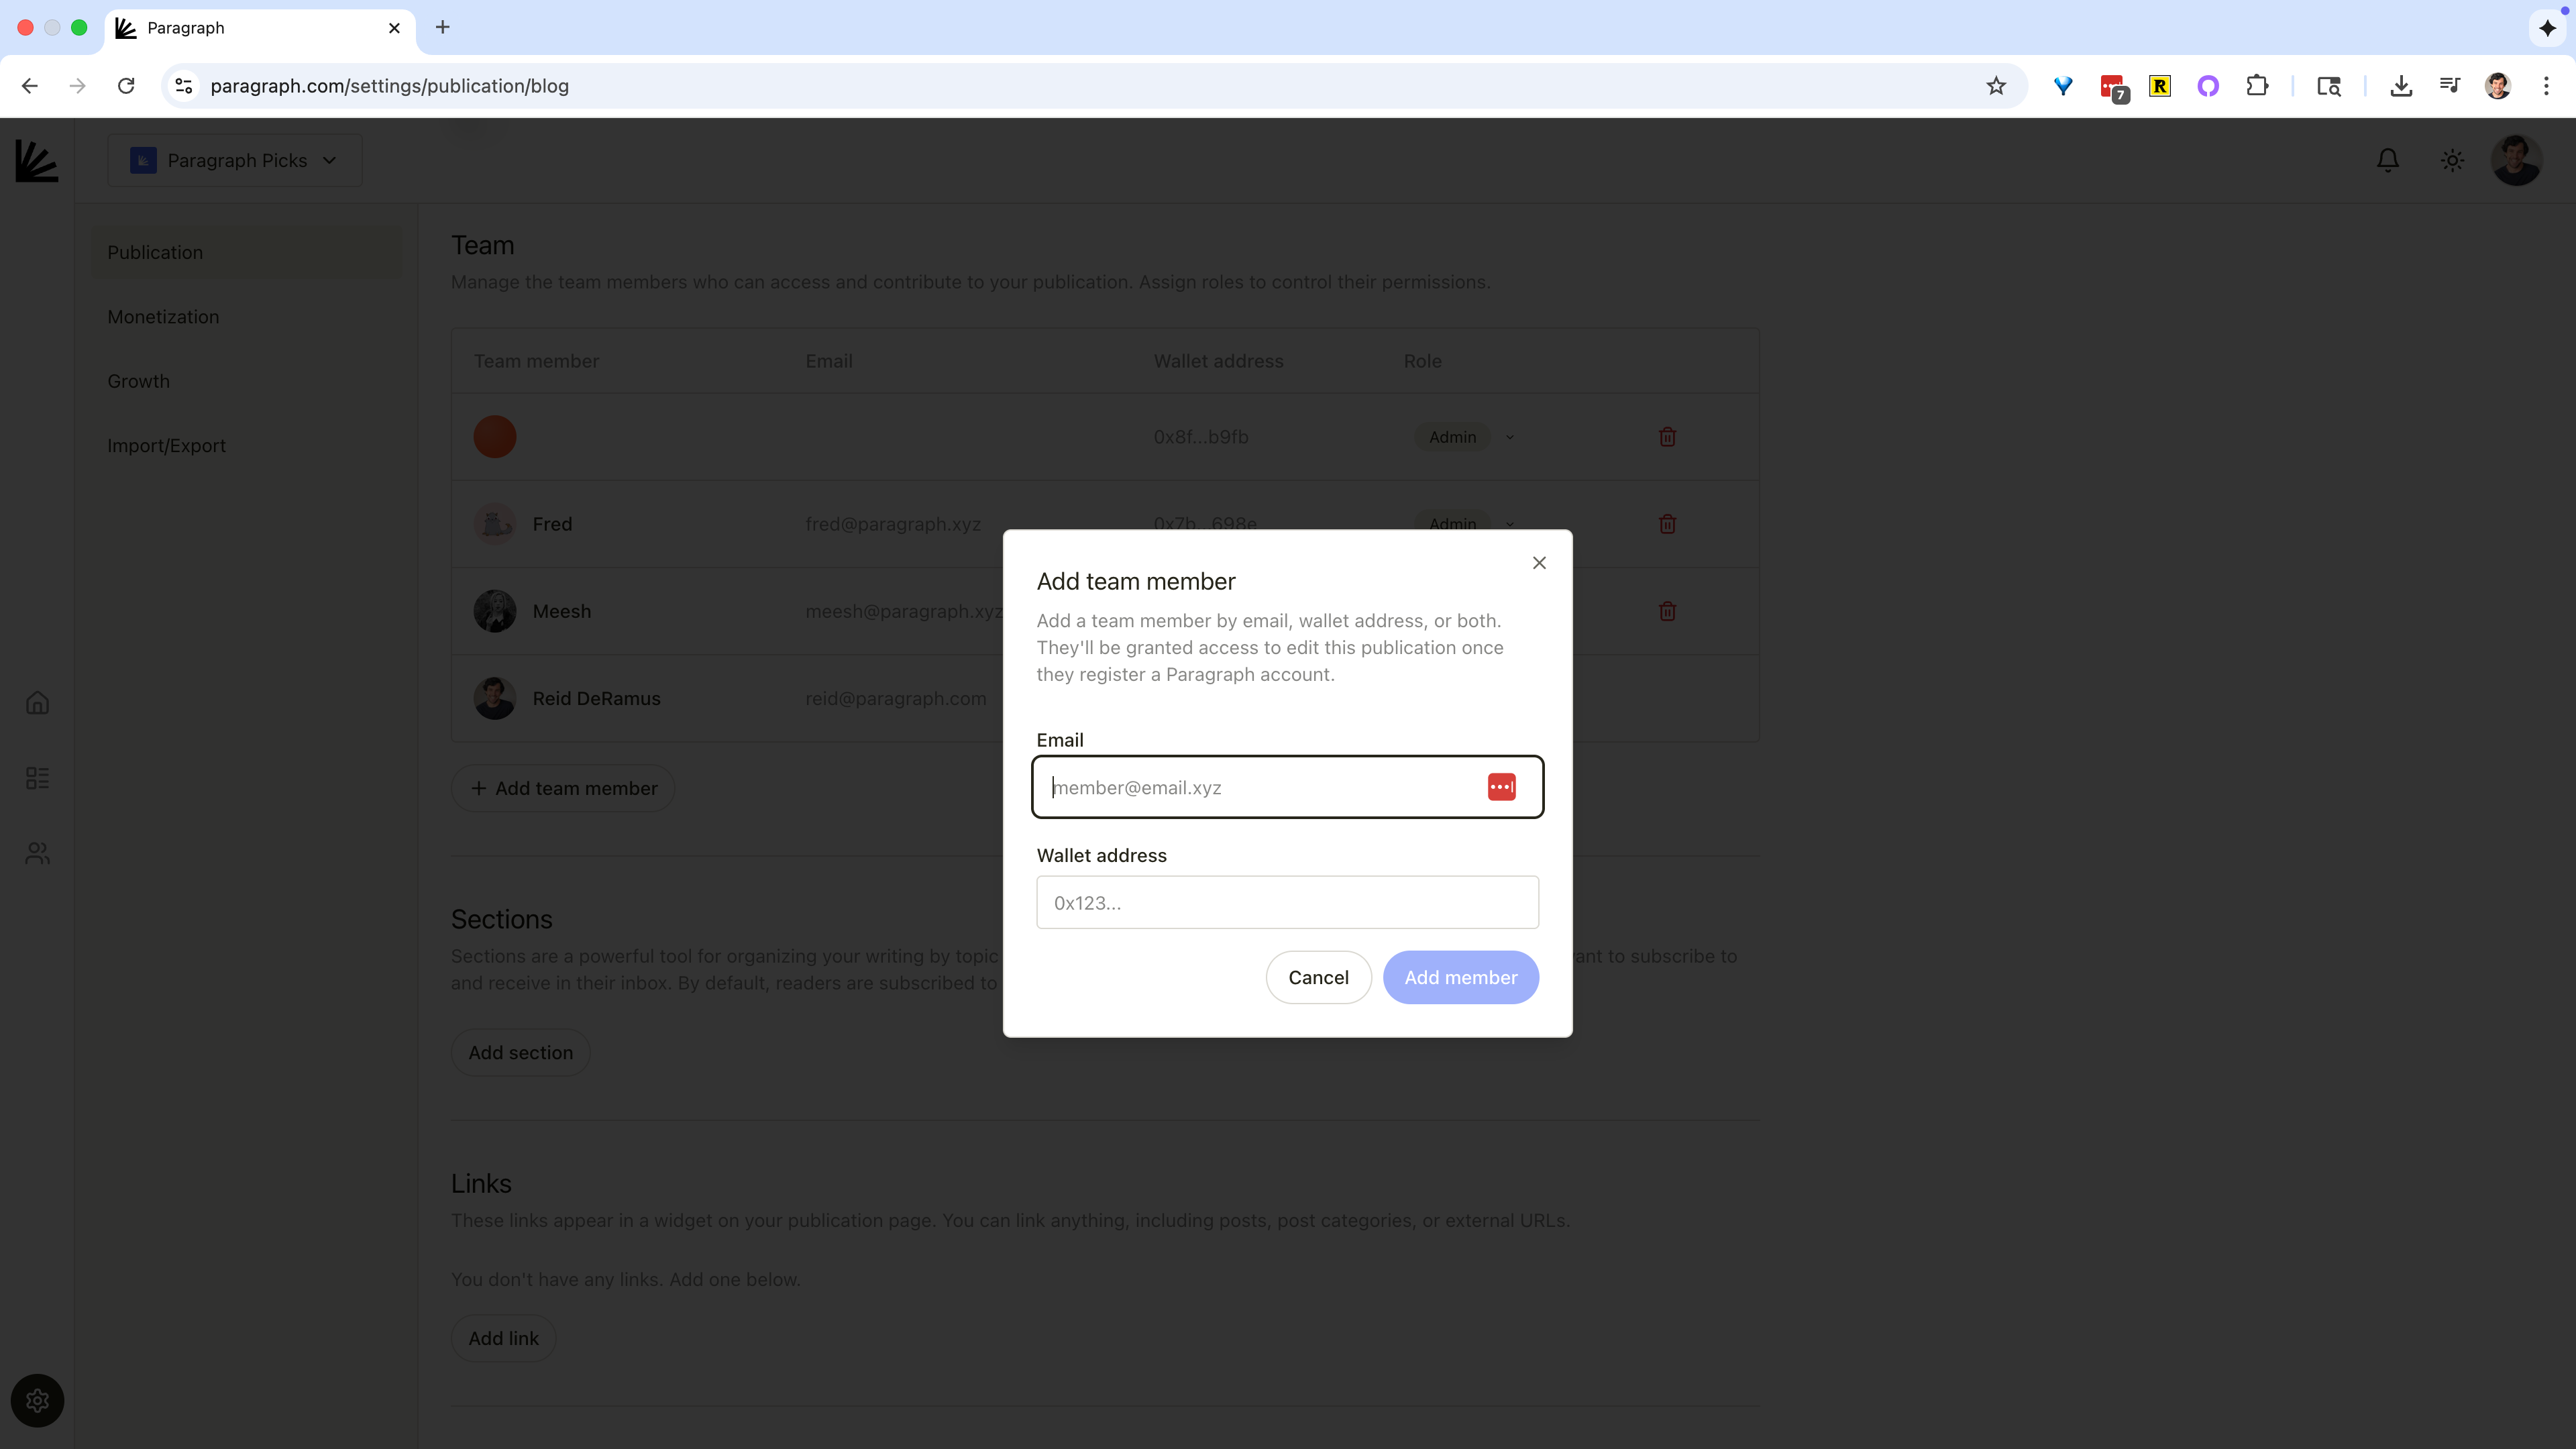 Paragraph
paragraph.com/settings/publication/blog
7
R
Paragraph Picks
Publication
Monetization
Growth
Import/Export
Team
Manage the team members who can access and contribute to your publication. Assign roles to control their permissions.
Team member Email Wallet address Role
0x8f...b9fb Admin
Fred fred@paragraph.xyz 0x7b...698e Admin
Meesh meesh@paragraph.xyz
Reid DeRamus reid@paragraph.com
+ Add team member
Sections
Sections are a powerful tool for organizing your writing by topic ant to subscribe to
and receive in their inbox. By default, readers are subscribed to
Add section
Links
These links appear in a widget on your publication page. You can link anything, including posts, post categories, or external URLs.
You don't have any links. Add one below.
Add link
Add team member
Add a team member by email, wallet address, or both.
They'll be granted access to edit this publication once
they register a Paragraph account.
Email
member@email.xyz
Wallet address
0x123...
Cancel Add member